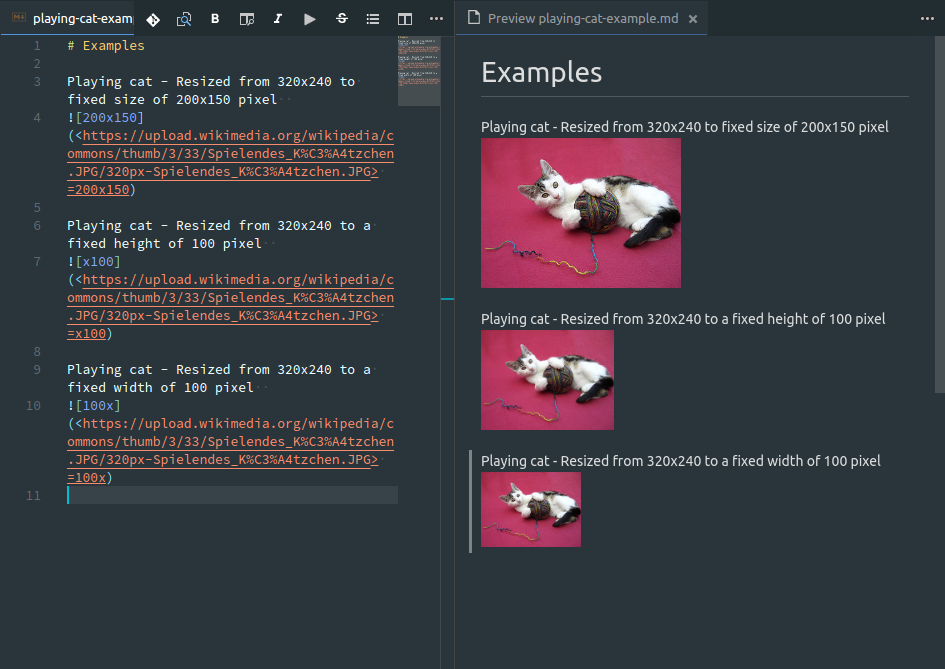 playing-cat-exam
Preview playing-cat-example.md
1 # Examples
2
3 Playing cat - Resized from 320x240 to
fixed size of 200x150 pixel
4 ![200x150]
(<https://upload.wikimedia.org/wikipedia/c
ommons/thumb/3/33/Spielendes_K%C3%A4tzchen
.JPG/320px-Spielendes_K%C3%A4tzchen.JPG>
=200x150)
5
6 Playing cat - Resized from 320x240 to a
fixed height of 100 pixel
7 ![x100]
(<https://upload.wikimedia.org/wikipedia/c
ommons/thumb/3/33/Spielendes_K%C3%A4tzchen
.JPG/320px-Spielendes_K%C3%A4tzchen.JPG>
=x100)
8
9 Playing cat - Resized from 320x240 to a
fixed width of 100 pixel
10 ![100x]
(<https://upload.wikimedia.org/wikipedia/c
ommons/thumb/3/33/Spielendes_K%C3%A4tzchen
.JPG/320px-Spielendes_K%C3%A4tzchen.JPG>
=100x)
11
Examples
Playing cat - Resized from 320x240 to fixed size of 200x150 pixel
Playing cat - Resized from 320x240 to a fixed height of 100 pixel
Playing cat - Resized from 320x240 to a fixed width of 100 pixel